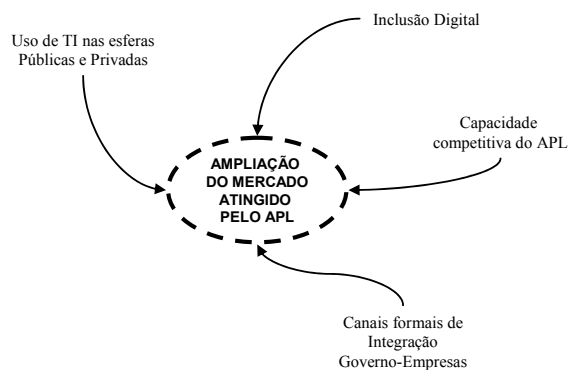 Inclusão Digital
Uso de TI nas esferas
Públicas e Privadas
Capacidade
competitiva do APL
AMPLIAÇÃO
DO MERCADO
ATINGIDO
PELO APL
Canais formais de
Integração
Governo-Empresas